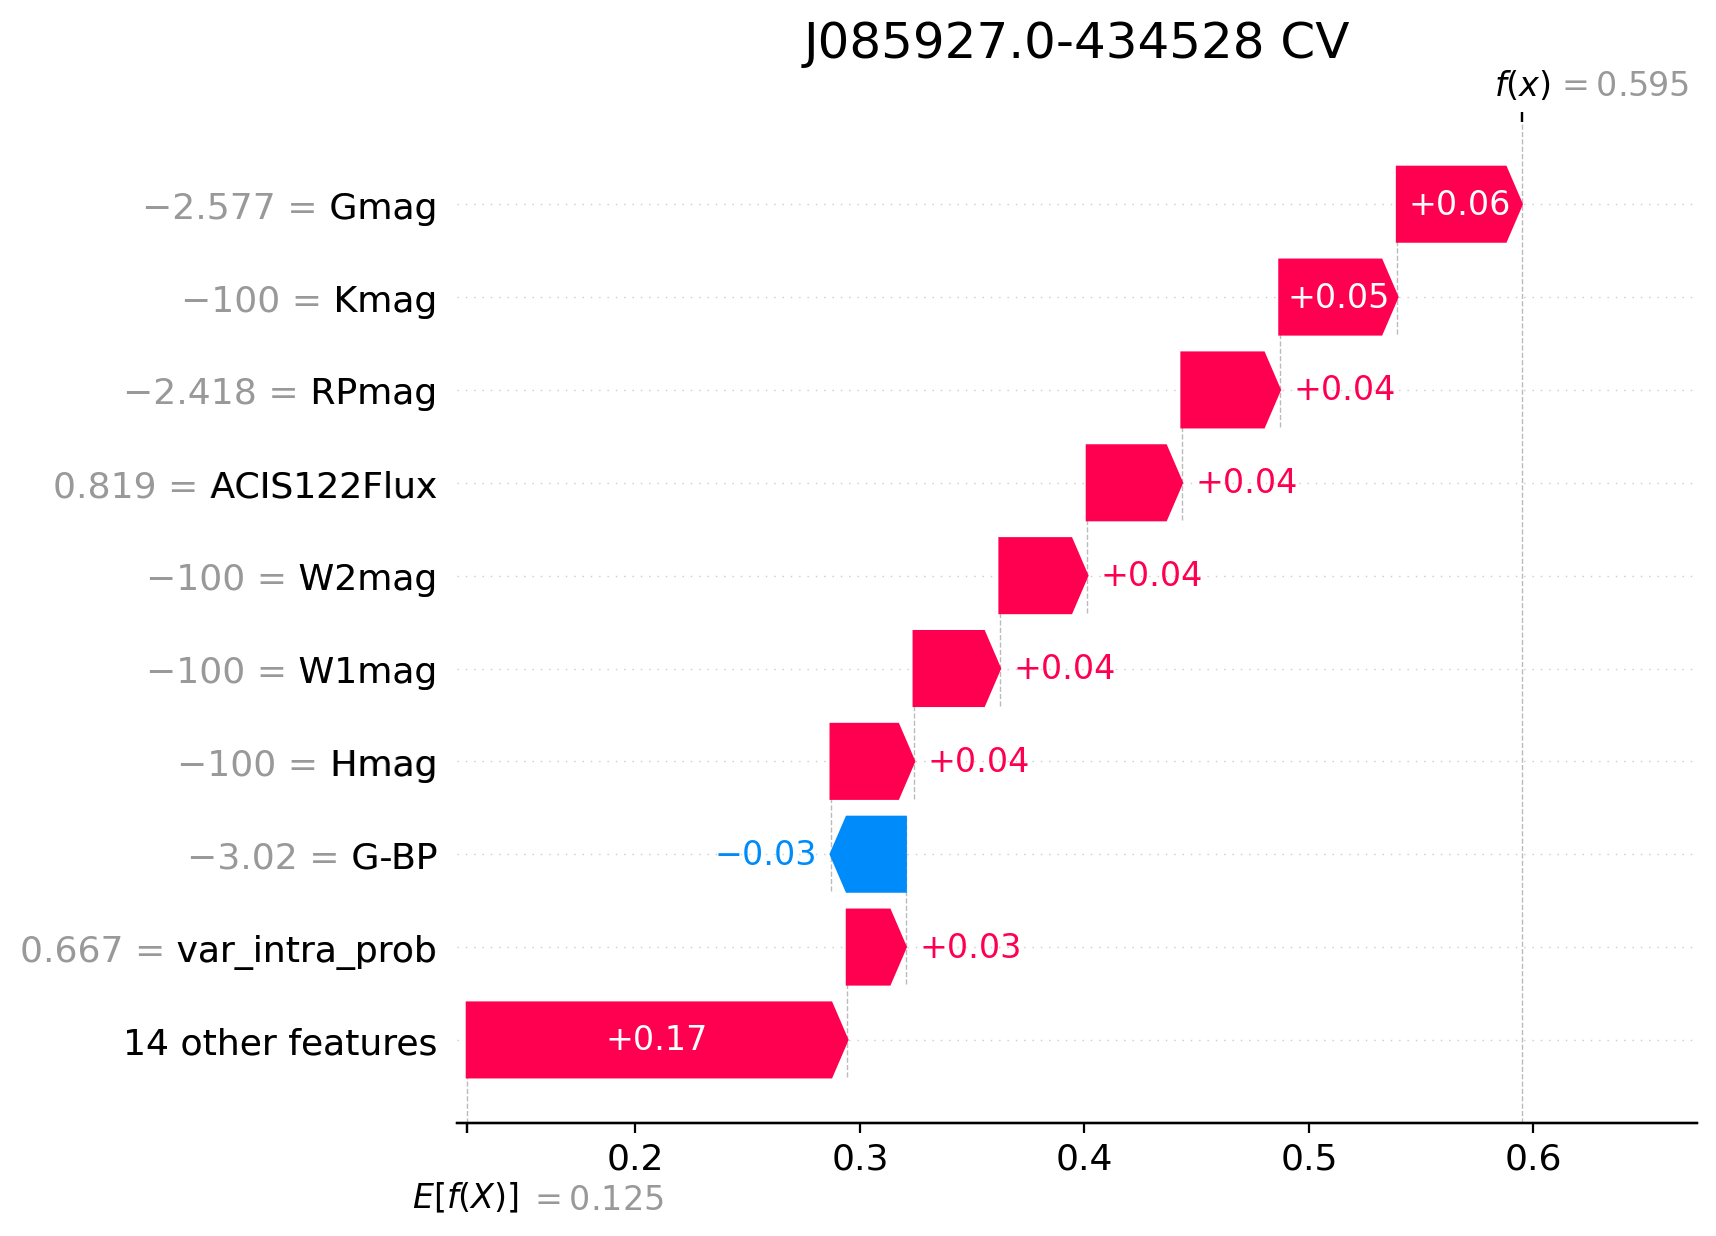 J085927.0-434528 CV
f(x) = 0.595
−2.577 = Gmag +0.06
−100 = Kmag +0.05
−2.418 = RPmag +0.04
0.819 = ACIS122Flux +0.04
−100 = W2mag +0.04
−100 = W1mag +0.04
−100 = Hmag +0.04
−3.02 = G-BP −0.03
0.667 = var_intra_prob +0.03
14 other features +0.17
0.2 0.3 0.4 0.5 0.6
E[f(X)] = 0.125